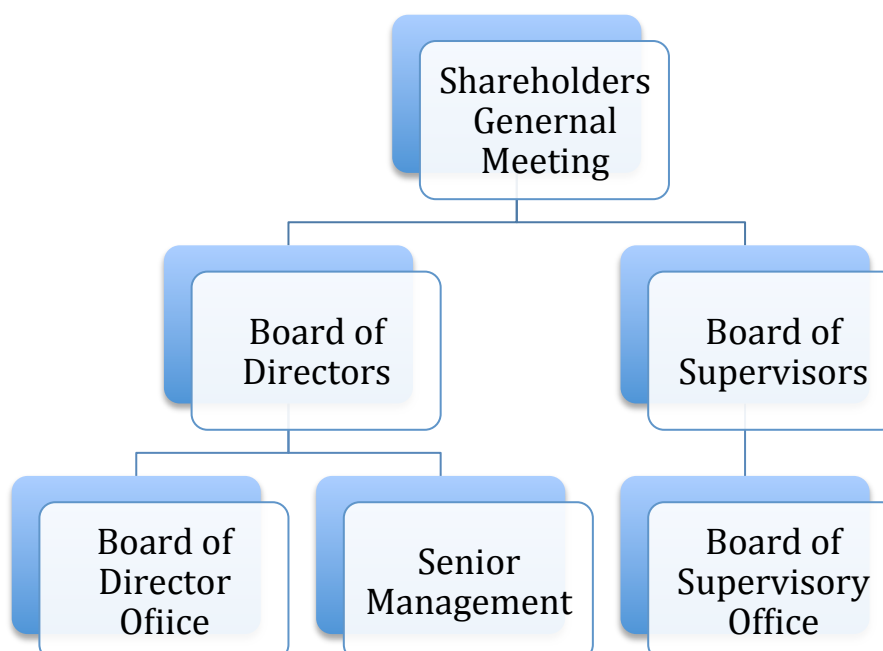 Shareholders
Genernal
Meeting
Board of
Directors
Board of
Supervisors
Board of
Director
Ofiice
Senior
Management
Board of
Supervisory
Office